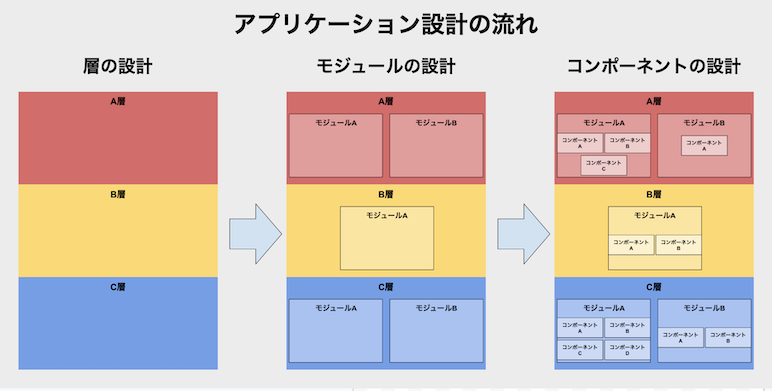 アプリケーション設計の流れ
層の設計
A層
B層
C層
モジュールの設計
A層
モジュールA
モジュールB
B層
モジュールA
C層
モジュールA
モジュールB
コンポーネントの設計
A層
モジュールA
コンポーネント
A
コンポーネント
B
コンポーネント
C
モジュールB
コンポーネント
A
B層
モジュールA
コンポーネント
A
コンポーネント
B
C層
モジュールA
コンポーネント
A
コンポーネント
B
コンポーネント
C
コンポーネント
D
モジュールB
コンポーネント
A
コンポーネント
B